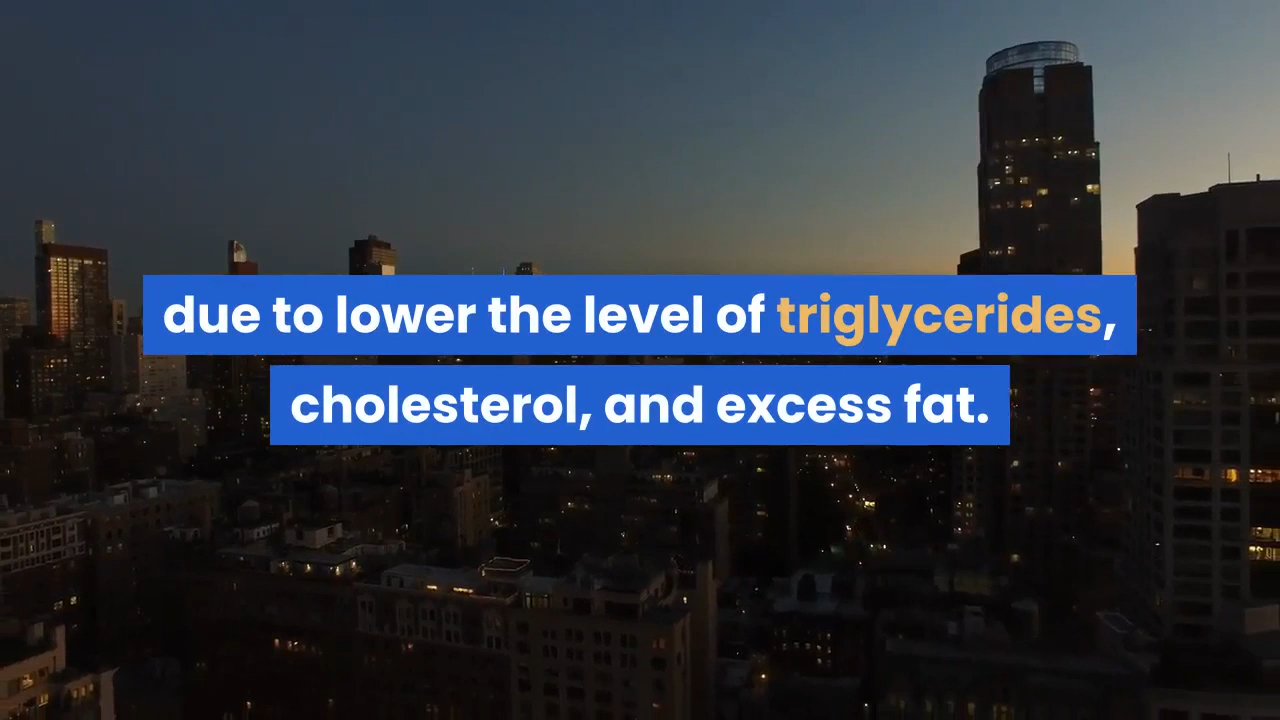 due to lower the level of triglycerides,
cholesterol, and excess fat.